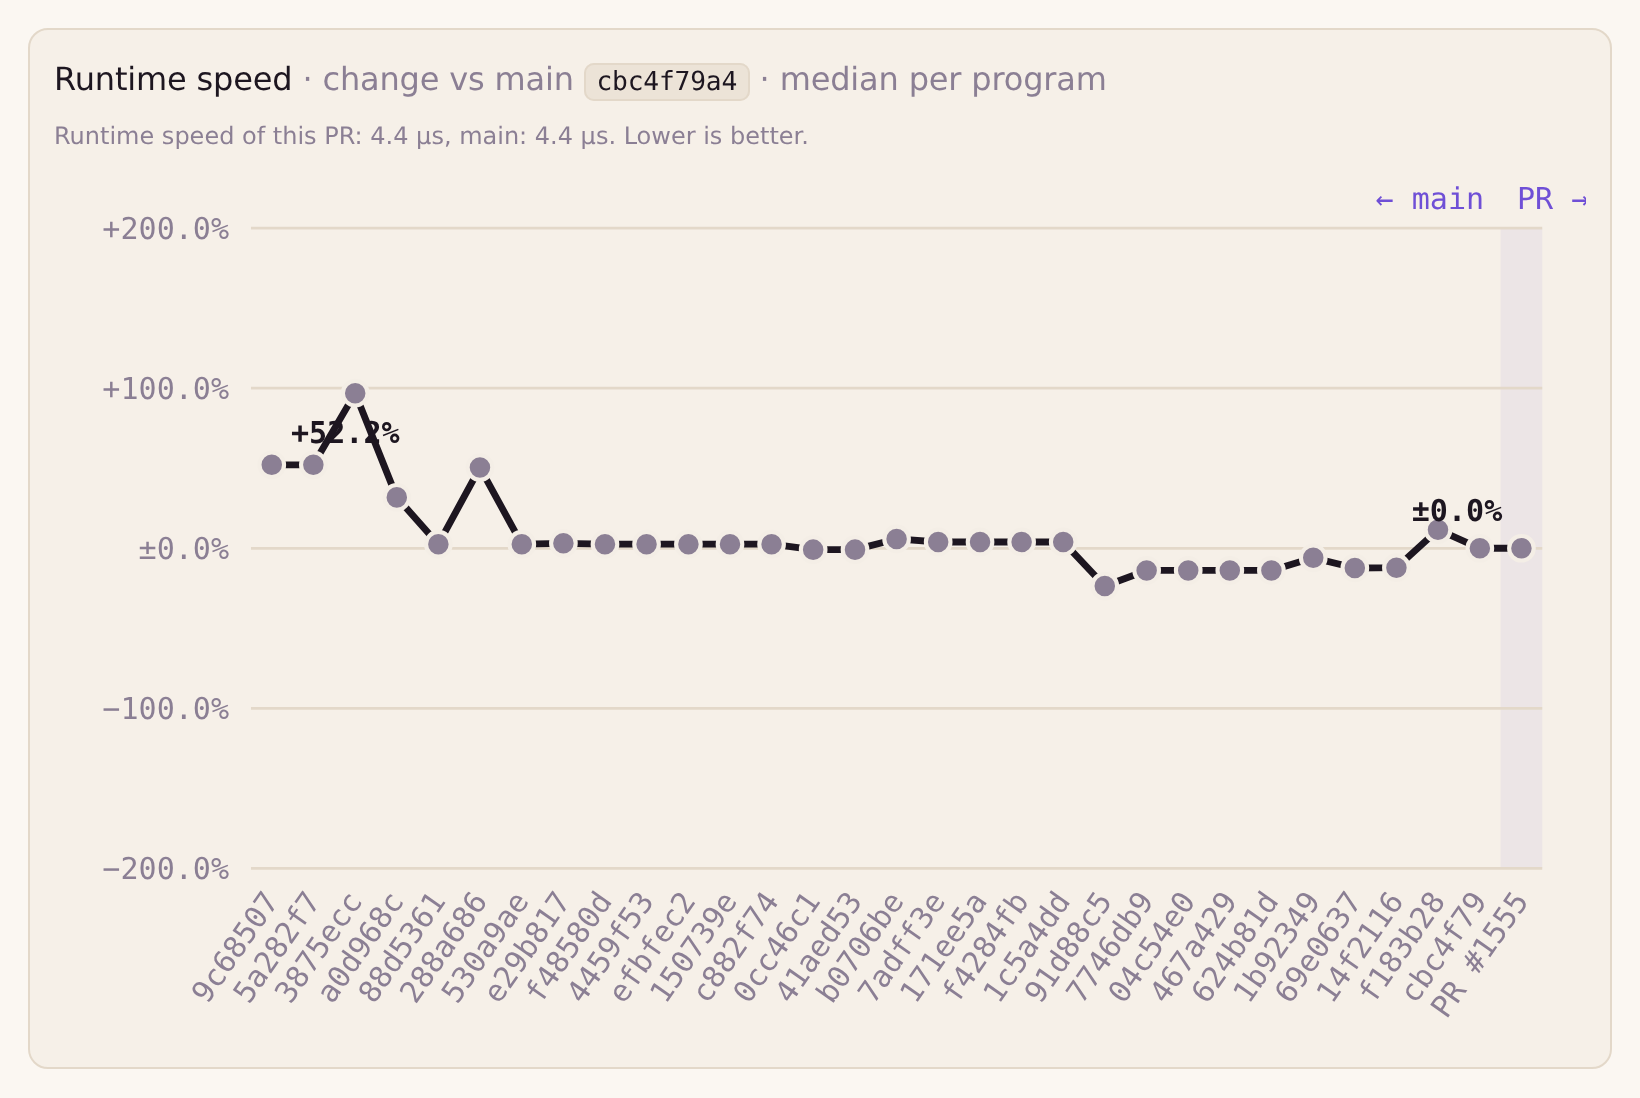 Runtime speed · change vs main cbc4f79a4 · median per program
Runtime speed of this PR: 4.4 µs, main: 4.4 µs. Lower is better.
← main PR →
+200.0%
+100.0%
+52.2%
±0.0%
±0.0%
−100.0%
−200.0%
9c68507
5a282f7
3875ecc
a0d968c
88d5361
288a686
530a9ae
e29b817
f48580d
4459f53
efbfec2
150739e
c882f74
0cc46c1
41aed53
b0706be
7adff3e
171ee5a
f4284fb
1c5a4dd
91d88c5
7746db9
04c54e0
467a429
624b81d
1b92349
69e0637
14f2116
f183b28
cbc4f79
PR #1555